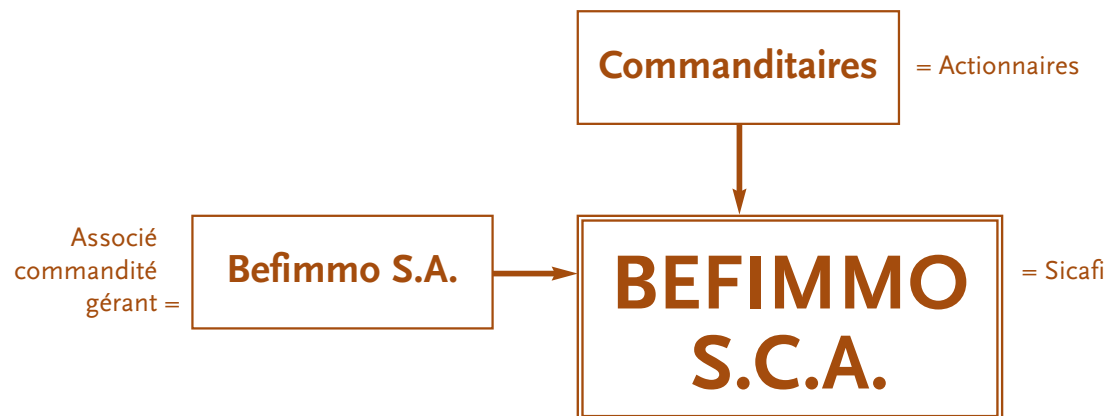 Commanditaires
= Actionnaires
Associé
commandité
gérant =
Befimmo S.A.
BEFIMMO
S.C.A.
= Sicafi